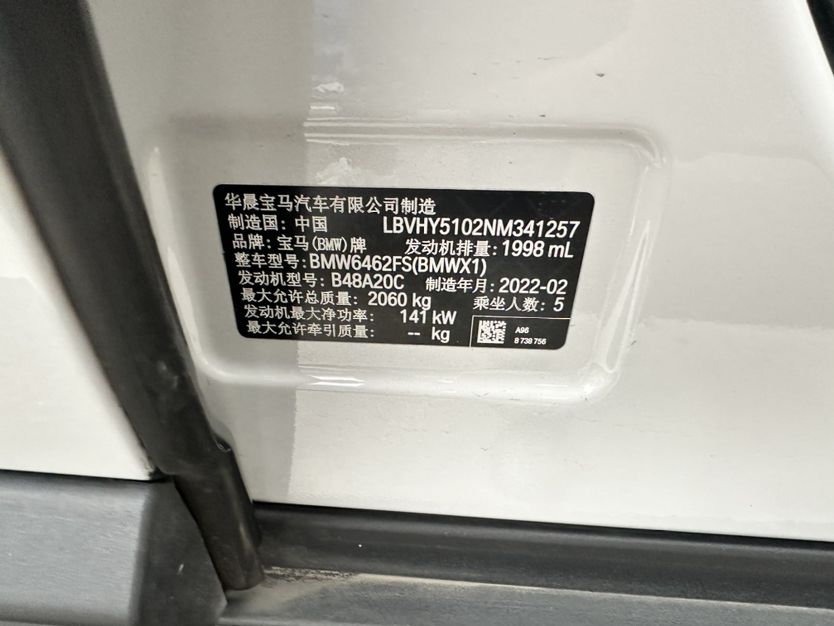 华晨宝马汽车有限公司制造
制造国: 中国 LBVHY5102NM341257
品牌: 宝马(BMW)牌 发动机排量: 1998 mL
整车型号: BMW6462FS(BMWX1)
发动机型号: B48A20C 制造年月: 2022-02
最大允许总质量: 2060 kg 乘坐人数: 5
发动机最大净功率: 141 kW
最大允许牵引质量: -- kg
A96
8 738 756